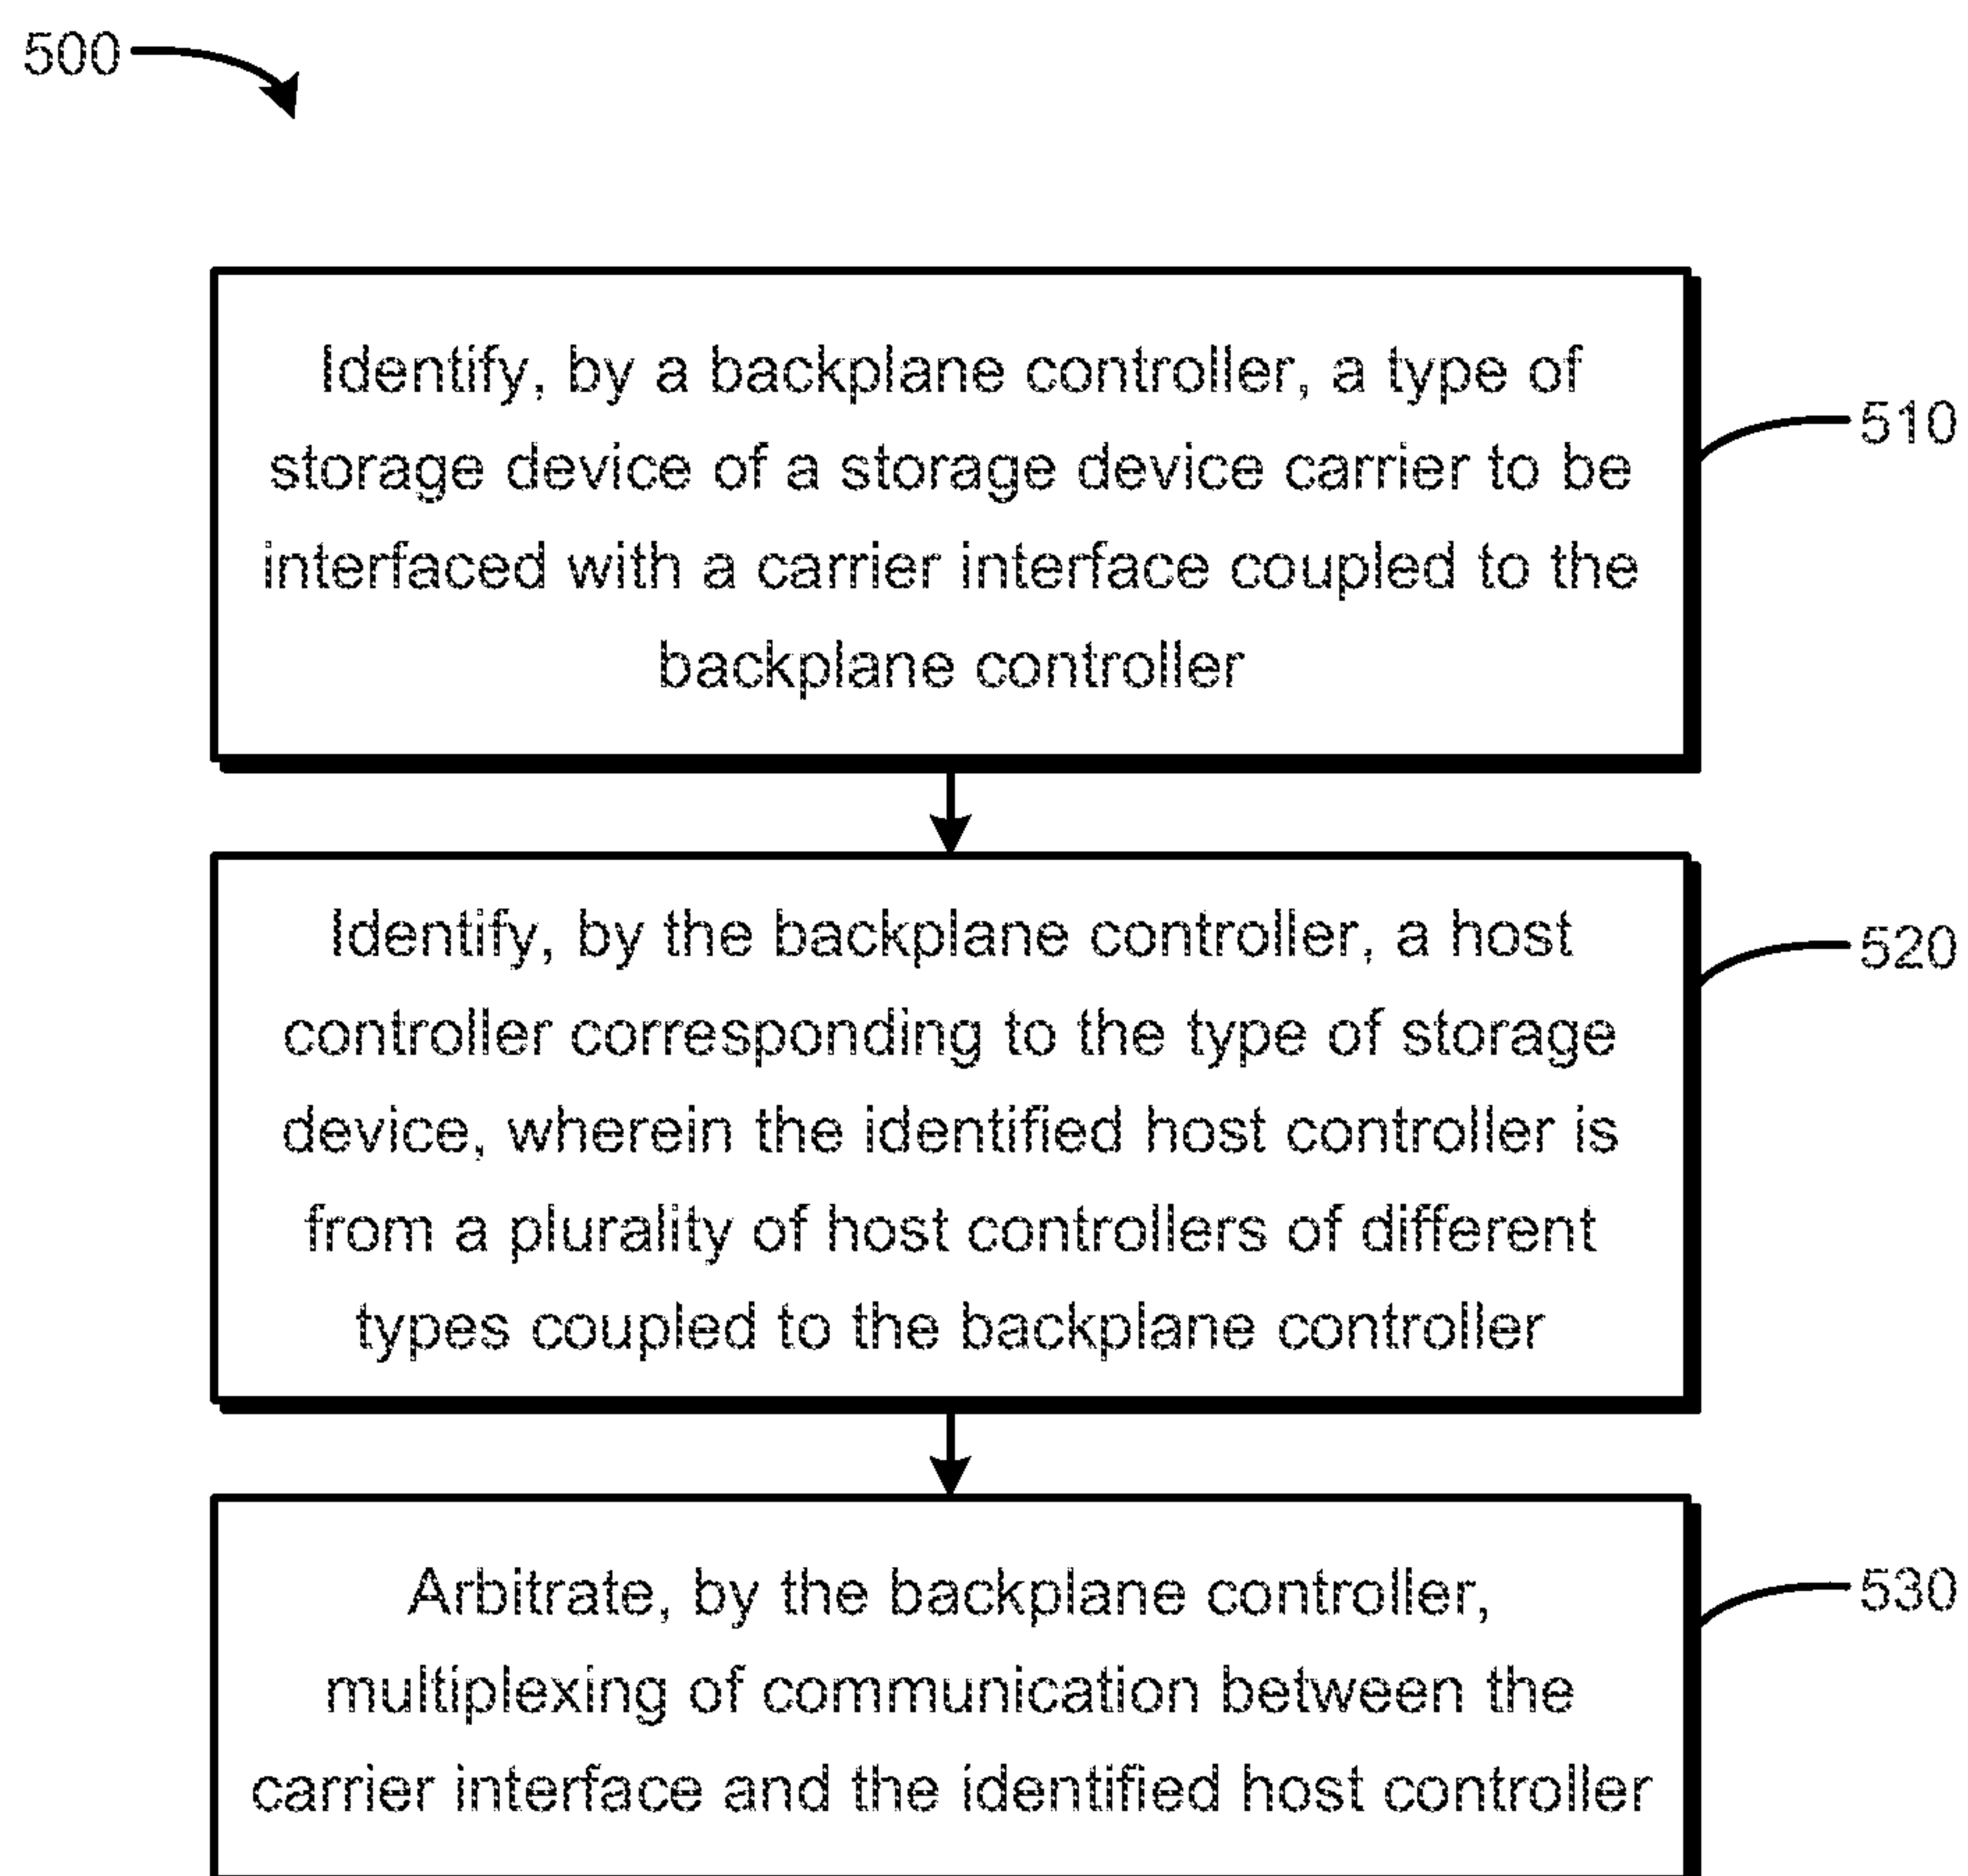 500
Identify, by a backplane controller, a type of
storage device of a storage device carrier to be
interfaced with a carrier interface coupled to the
backplane controller
510
Identify, by the backplane controller, a host
controller corresponding to the type of storage
device, wherein the identified host controller is
from a plurality of host controllers of different
types coupled to the backplane controller
520
Arbitrate, by the backplane controller,
multiplexing of communication between the
carrier interface and the identified host controller
530